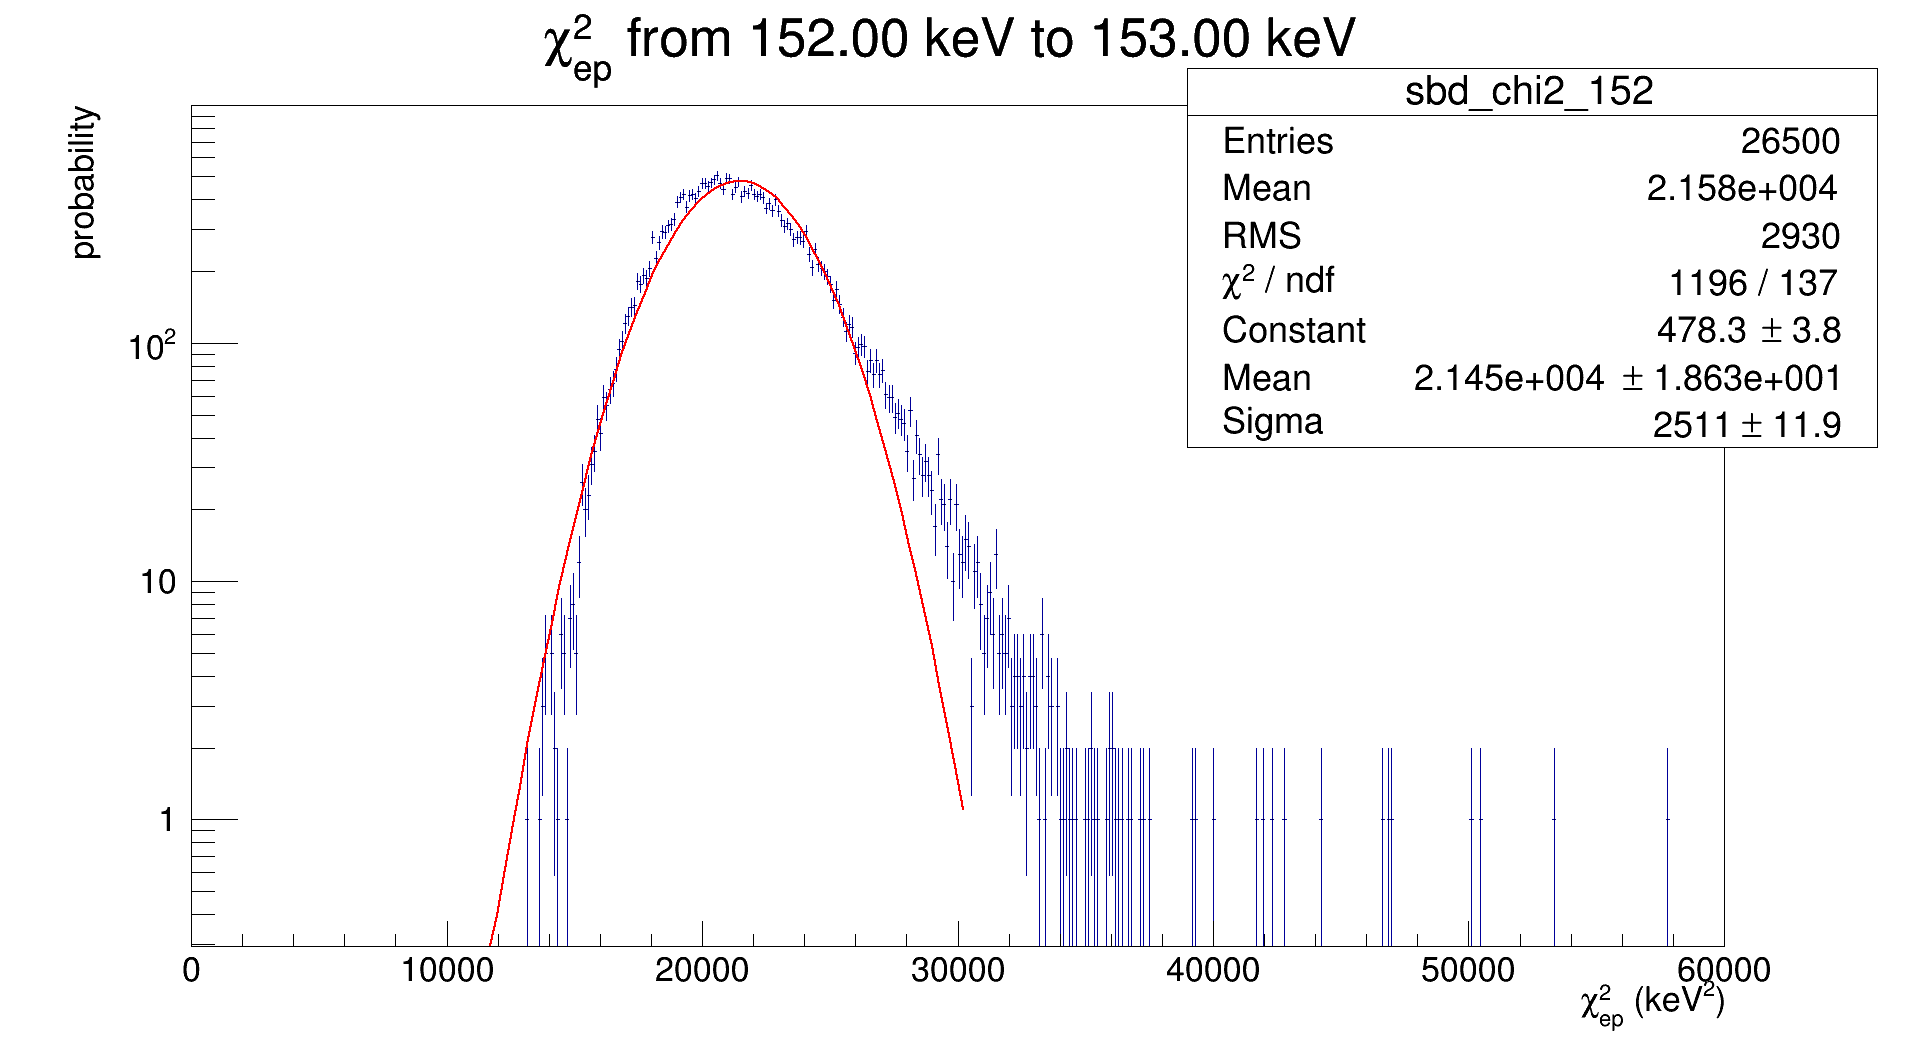 χ²ep from 152.00 keV to 153.00 keV
probability
sbd_chi2_152
Entries 26500
Mean 2.158e+004
RMS 2930
χ² / ndf 1196 / 137
Constant 478.3 ± 3.8
Mean 2.145e+004 ± 1.863e+001
Sigma 2511 ± 11.9
10²
10
1
0 10000 20000 30000 40000 50000 60000
χ²ep (keV²)